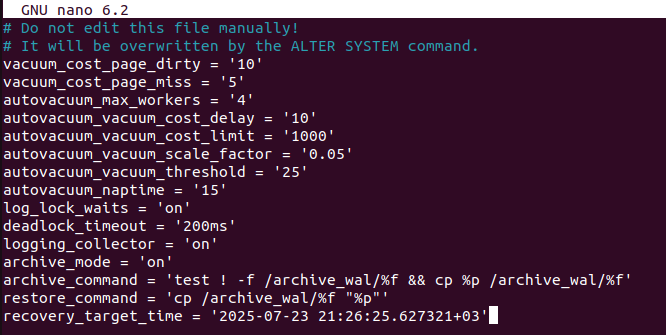 GNU nano 6.2
# Do not edit this file manually!
# It will be overwritten by the ALTER SYSTEM command.
vacuum_cost_page_dirty = '10'
vacuum_cost_page_miss = '5'
autovacuum_max_workers = '4'
autovacuum_vacuum_cost_delay = '10'
autovacuum_vacuum_cost_limit = '1000'
autovacuum_vacuum_scale_factor = '0.05'
autovacuum_vacuum_threshold = '25'
autovacuum_naptime = '15'
log_lock_waits = 'on'
deadlock_timeout = '200ms'
logging_collector = 'on'
archive_mode = 'on'
archive_command = 'test ! -f /archive_wal/%f && cp %p /archive_wal/%f'
restore_command = 'cp /archive_wal/%f "%p"'
recovery_target_time = '2025-07-23 21:26:25.627321+03'